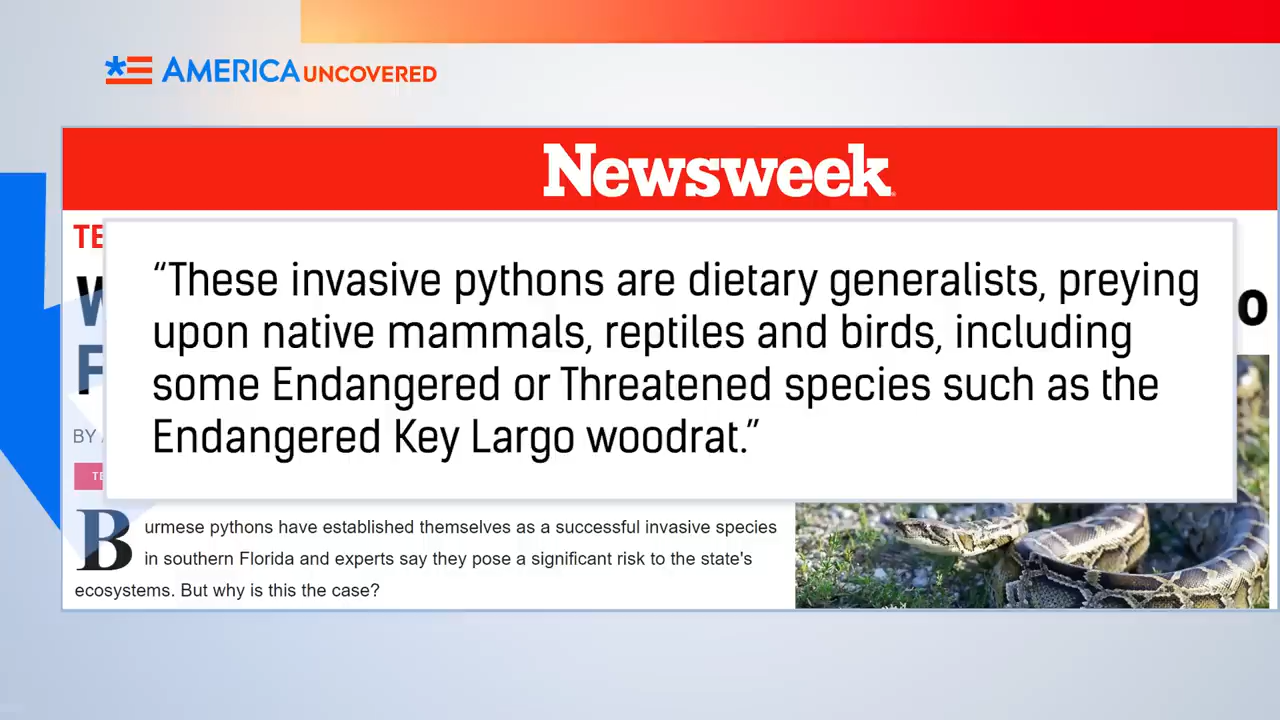 AMERICA UNCOVERED
Newsweek
“These invasive pythons are dietary generalists, preying
upon native mammals, reptiles and birds, including
some Endangered or Threatened species such as the
Endangered Key Largo woodrat.”
BY
TE
Burmese pythons have established themselves as a successful invasive species
in southern Florida and experts say they pose a significant risk to the state's
ecosystems. But why is this the case?